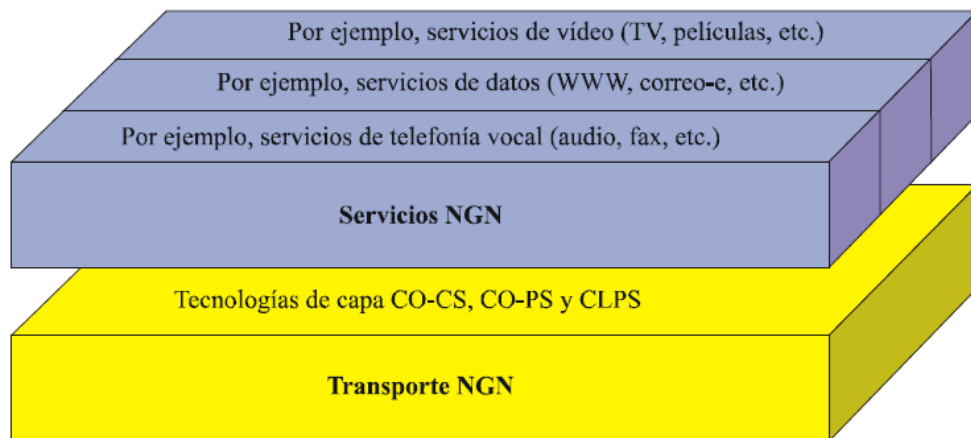 Por ejemplo, servicios de vídeo (TV, películas, etc.)
Por ejemplo, servicios de datos (WWW, correo-e, etc.)
Por ejemplo, servicios de telefonía vocal (audio, fax, etc.)
Servicios NGN
Tecnologías de capa CO-CS, CO-PS y CLPS
Transporte NGN